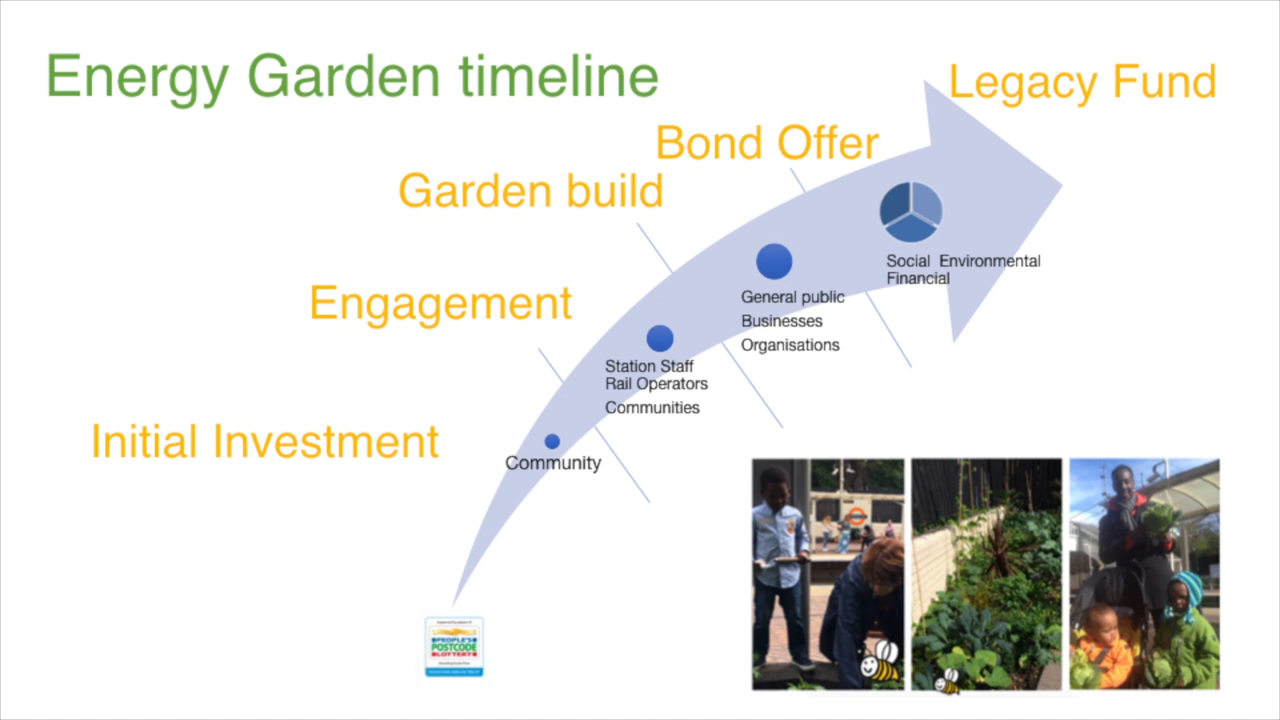 Energy Garden timeline
Legacy Fund
Bond Offer
Garden build
Engagement
Initial Investment
Social Environmental
Financial
General public
Businesses
Organisations
Station Staff
Rail Operators
Communities
Community
PEOPLE'S
POSTCODE
LOTTERY